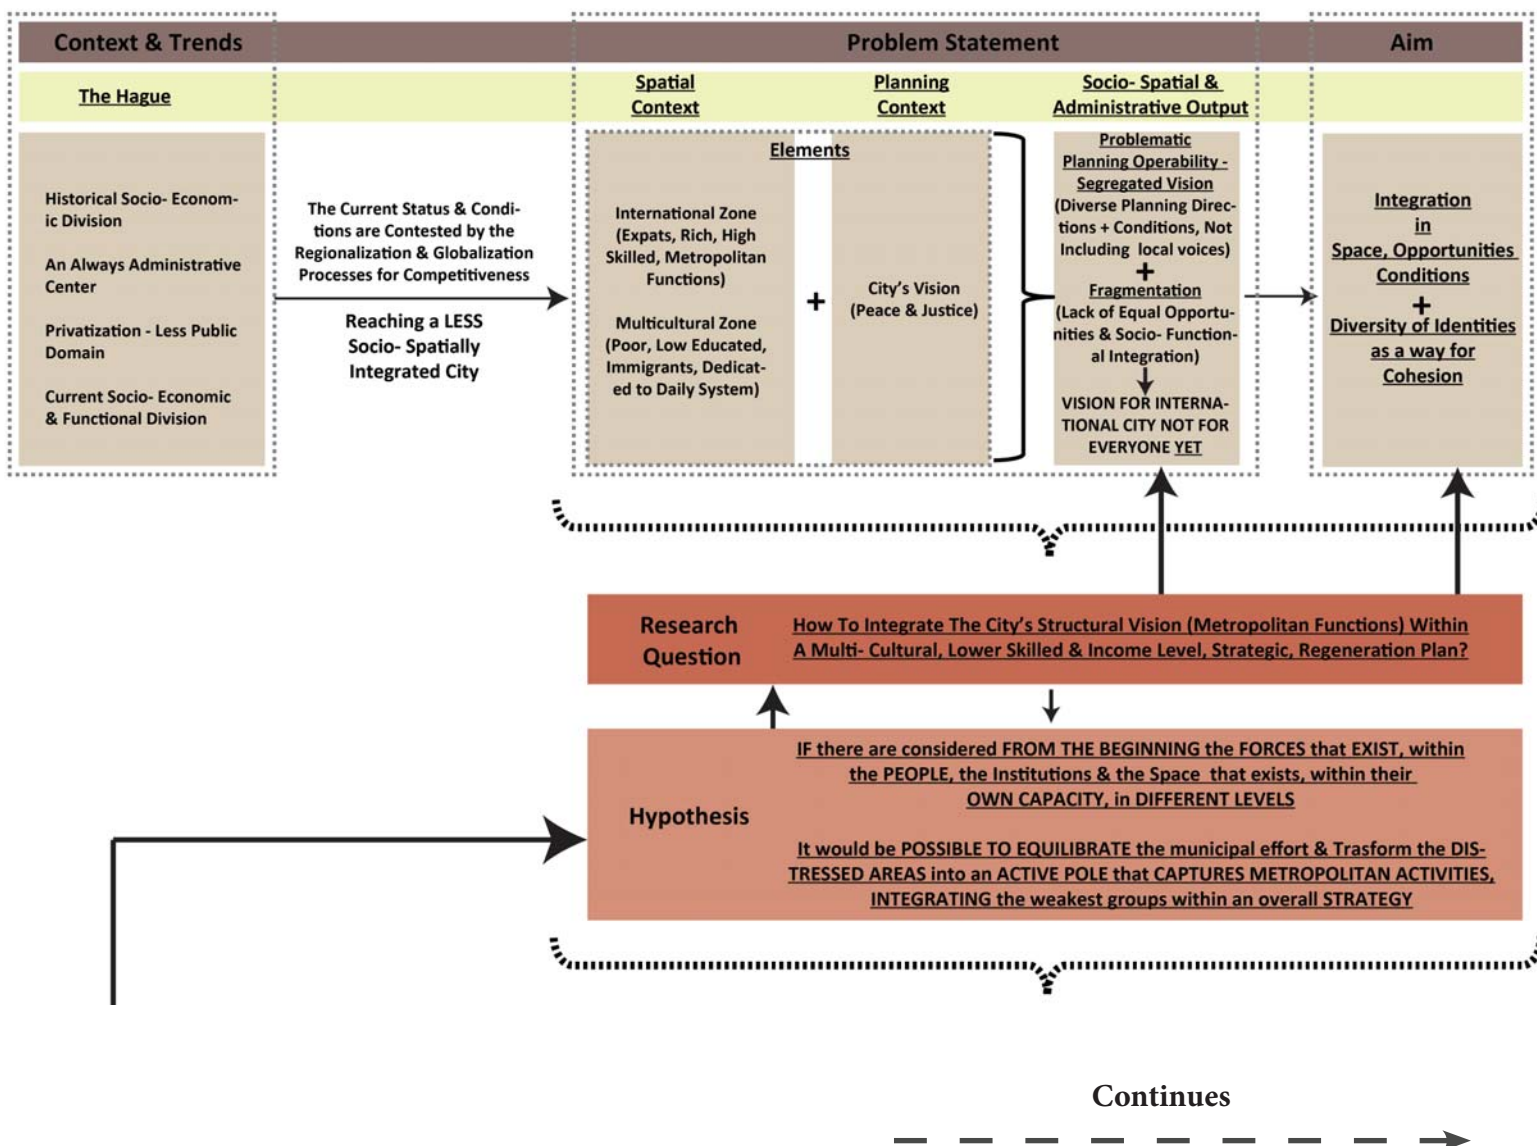 Context & Trends
Problem Statement
Aim
The Hague
Spatial
Context
Planning
Context
Socio- Spatial &
Administrative Output
Historical Socio- Econom-
ic Division
An Always Administrative
Center
Privatization - Less Public
Domain
Current Socio- Economic
& Functional Division
The Current Status & Condi-
tions are Contested by the
Regionalization & Globalization
Processes for Competitiveness
Reaching a LESS
Socio- Spatially
Integrated City
Elements
International Zone
(Expats, Rich, High
Skilled, Metropolitan
Functions)
Multicultural Zone
(Poor, Low Educated,
Immigrants, Dedicat-
ed to Daily System)
+
City's Vision
(Peace & Justice)
Problematic
Planning Operability -
Segregated Vision
(Diverse Planning Direc-
tions + Conditions, Not
Including local voices)
+
Fragmentation
(Lack of Equal Opportu-
nities & Socio- Function-
al Integration)
VISION FOR INTERNA-
TIONAL CITY NOT FOR
EVERYONE YET
Integration
in
Space, Opportunities
Conditions
+
Diversity of Identities
as a way for
Cohesion
Research
Question
How To Integrate The City's Structural Vision (Metropolitan Functions) Within
A Multi- Cultural, Lower Skilled & Income Level, Strategic, Regeneration Plan?
Hypothesis
IF there are considered FROM THE BEGINNING the FORCES that EXIST, within
the PEOPLE, the Institutions & the Space that exists, within their
OWN CAPACITY, in DIFFERENT LEVELS
It would be POSSIBLE TO EQUILIBRATE the municipal effort & Trasform the DIS-
TRESSED AREAS into an ACTIVE POLE that CAPTURES METROPOLITAN ACTIVITIES,
INTEGRATING the weakest groups within an overall STRATEGY
Continues